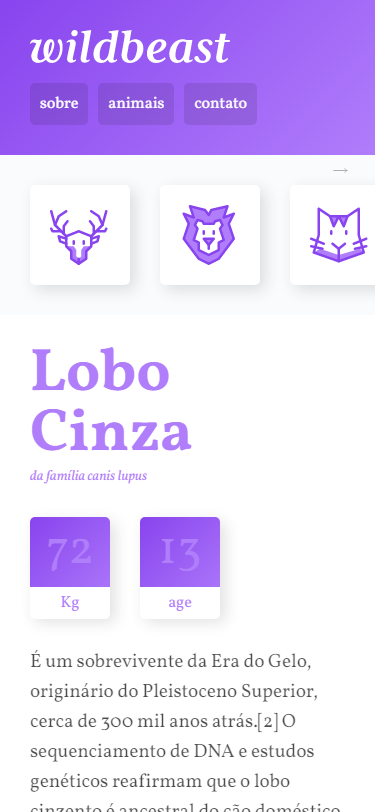 wildbeast
sobre animais contato
→
Lobo
Cinza
da família canis lupus
72 13
Kg age
É um sobrevivente da Era do Gelo,
originário do Pleistoceno Superior,
cerca de 300 mil anos atrás.[2] O
sequenciamento de DNA e estudos
genéticos reafirmam que o lobo
cinzento é ancestral do cão doméstico